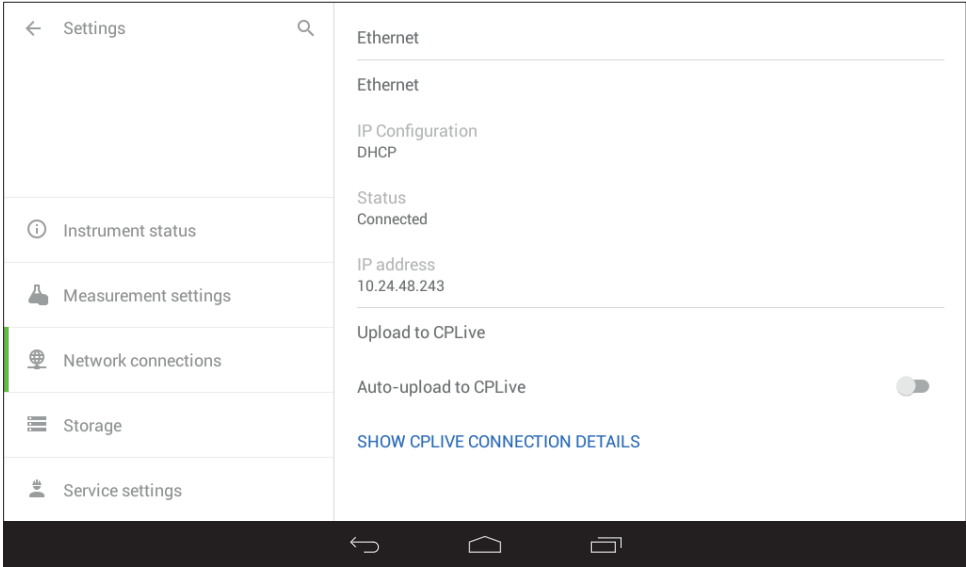 Settings
Instrument status
Measurement settings
Network connections
Storage
Service settings
Ethernet
Ethernet
IP Configuration
DHCP
Status
Connected
IP address
10.24.48.243
Upload to CPLive
Auto-upload to CPLive
SHOW CPLIVE CONNECTION DETAILS